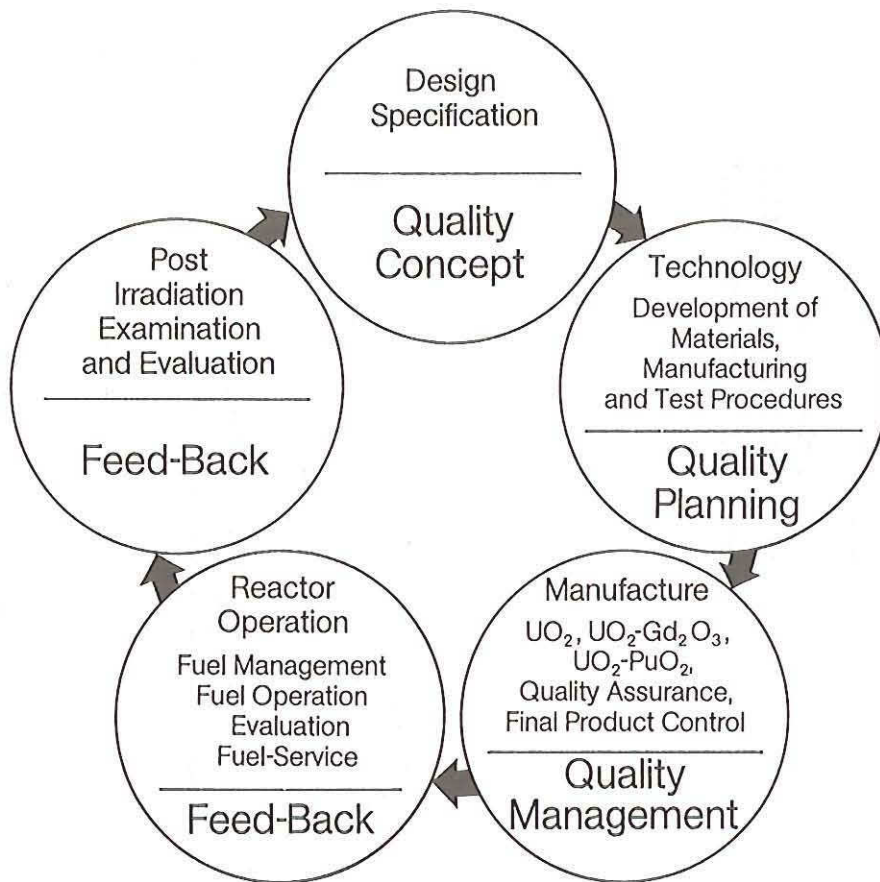 Design
Specification
Quality
Concept
Technology
Development of
Materials,
Manufacturing
and Test Procedures
Quality
Planning
Manufacture
UO₂, UO₂-Gd₂O₃,
UO₂-PuO₂,
Quality Assurance,
Final Product Control
Quality
Management
Reactor
Operation
Fuel Management
Fuel Operation
Evaluation
Fuel-Service
Feed-Back
Post
Irradiation
Examination
and Evaluation
Feed-Back